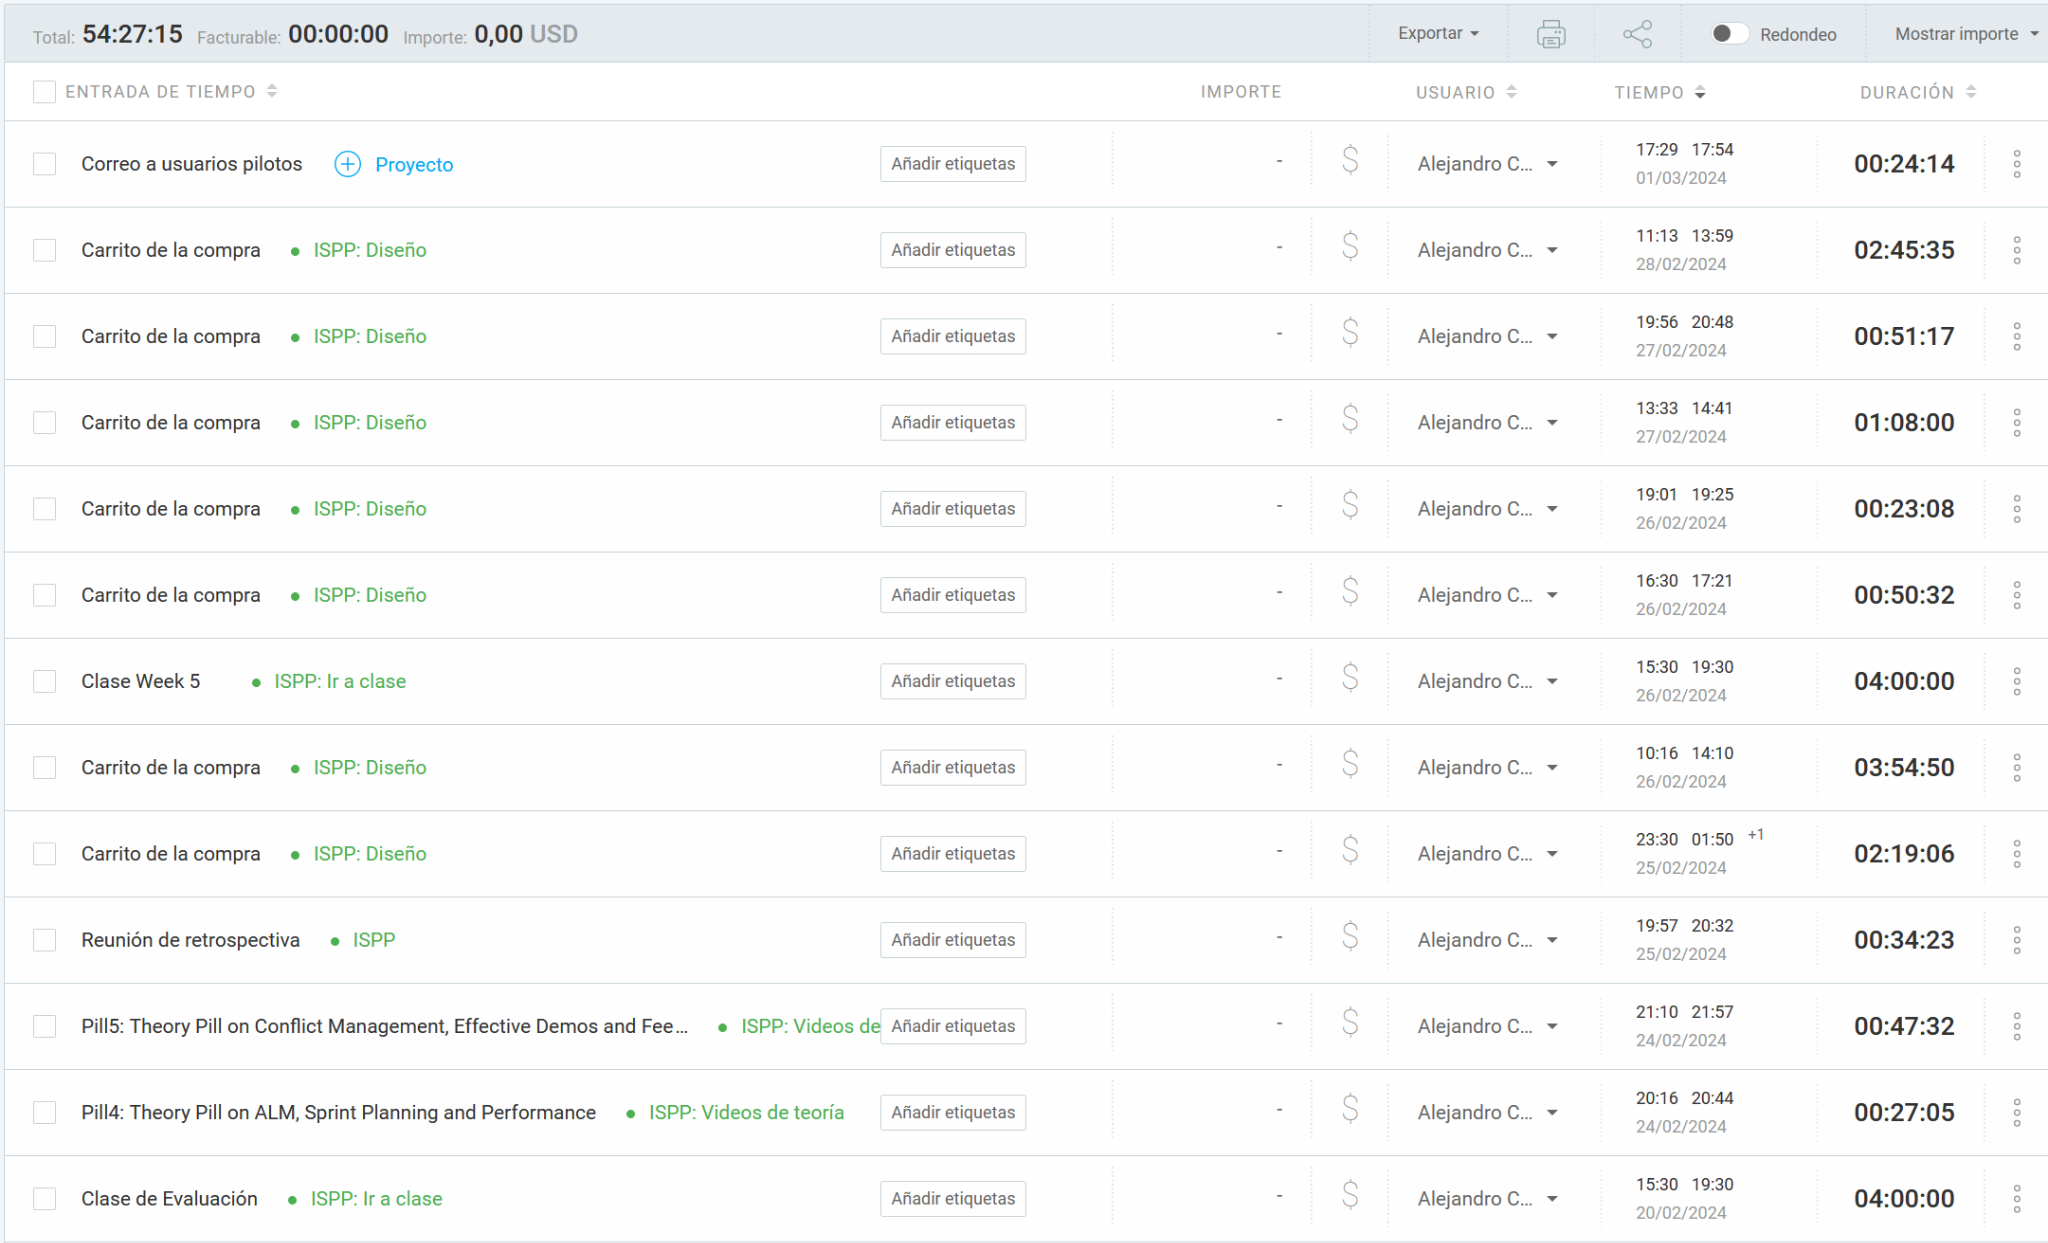 Total: 54:27:15 Facturable: 00:00:00 Importe: 0,00 USD Exportar Redondeo Mostrar importe
ENTRADA DE TIEMPO IMPORTE USUARIO TIEMPO DURACIÓN
Correo a usuarios pilotos Proyecto Añadir etiquetas - $ Alejandro C... 17:29 17:54 00:24:14
01/03/2024
Carrito de la compra ISPP: Diseño Añadir etiquetas - $ Alejandro C... 11:13 13:59 02:45:35
28/02/2024
Carrito de la compra ISPP: Diseño Añadir etiquetas - $ Alejandro C... 19:56 20:48 00:51:17
27/02/2024
Carrito de la compra ISPP: Diseño Añadir etiquetas - $ Alejandro C... 13:33 14:41 01:08:00
27/02/2024
Carrito de la compra ISPP: Diseño Añadir etiquetas - $ Alejandro C... 19:01 19:25 00:23:08
26/02/2024
Carrito de la compra ISPP: Diseño Añadir etiquetas - $ Alejandro C... 16:30 17:21 00:50:32
26/02/2024
Clase Week 5 ISPP: Ir a clase Añadir etiquetas - $ Alejandro C... 15:30 19:30 04:00:00
26/02/2024
Carrito de la compra ISPP: Diseño Añadir etiquetas - $ Alejandro C... 10:16 14:10 03:54:50
26/02/2024
Carrito de la compra ISPP: Diseño Añadir etiquetas - $ Alejandro C... 23:30 01:50 +1 02:19:06
25/02/2024
Reunión de retrospectiva ISPP Añadir etiquetas - $ Alejandro C... 19:57 20:32 00:34:23
25/02/2024
Pill5: Theory Pill on Conflict Management, Effective Demos and Fee... ISPP: Videos de Añadir etiquetas - $ Alejandro C... 21:10 21:57 00:47:32
24/02/2024
Pill4: Theory Pill on ALM, Sprint Planning and Performance ISPP: Videos de teoría Añadir etiquetas - $ Alejandro C... 20:16 20:44 00:27:05
24/02/2024
Clase de Evaluación ISPP: Ir a clase Añadir etiquetas - $ Alejandro C... 15:30 19:30 04:00:00
20/02/2024